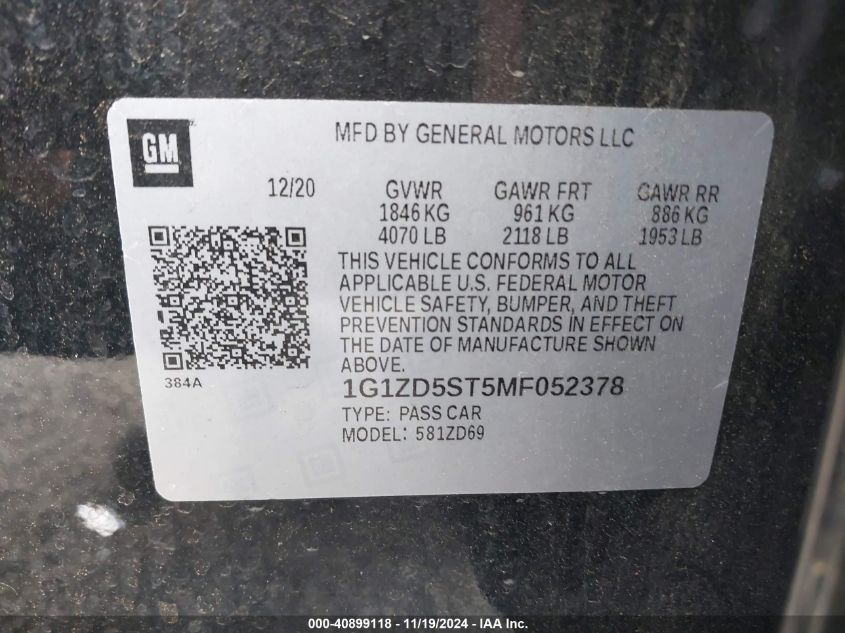 GM
MFD BY GENERAL MOTORS LLC
12/20 GVWR GAWR FRT GAWR RR
1846 KG 961 KG 886 KG
4070 LB 2118 LB 1953 LB
THIS VEHICLE CONFORMS TO ALL
APPLICABLE U.S. FEDERAL MOTOR
VEHICLE SAFETY, BUMPER, AND THEFT
PREVENTION STANDARDS IN EFFECT ON
THE DATE OF MANUFACTURE SHOWN
ABOVE.
384A
1G1ZD5ST5MF052378
TYPE: PASS CAR
MODEL: 581ZD69
000-40899118 - 11/19/2024 - IAA Inc.